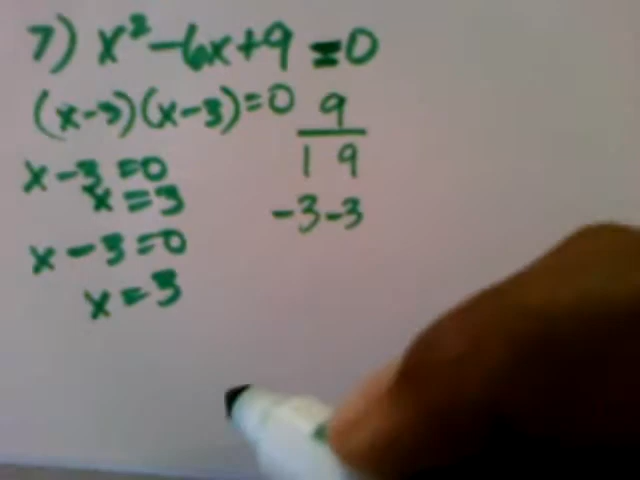 7) x² - 6x + 9 = 0
(x - 3)(x - 3) = 0
x - 3 = 0
x = 3
x - 3 = 0
x = 3
9
1 9
-3 -3